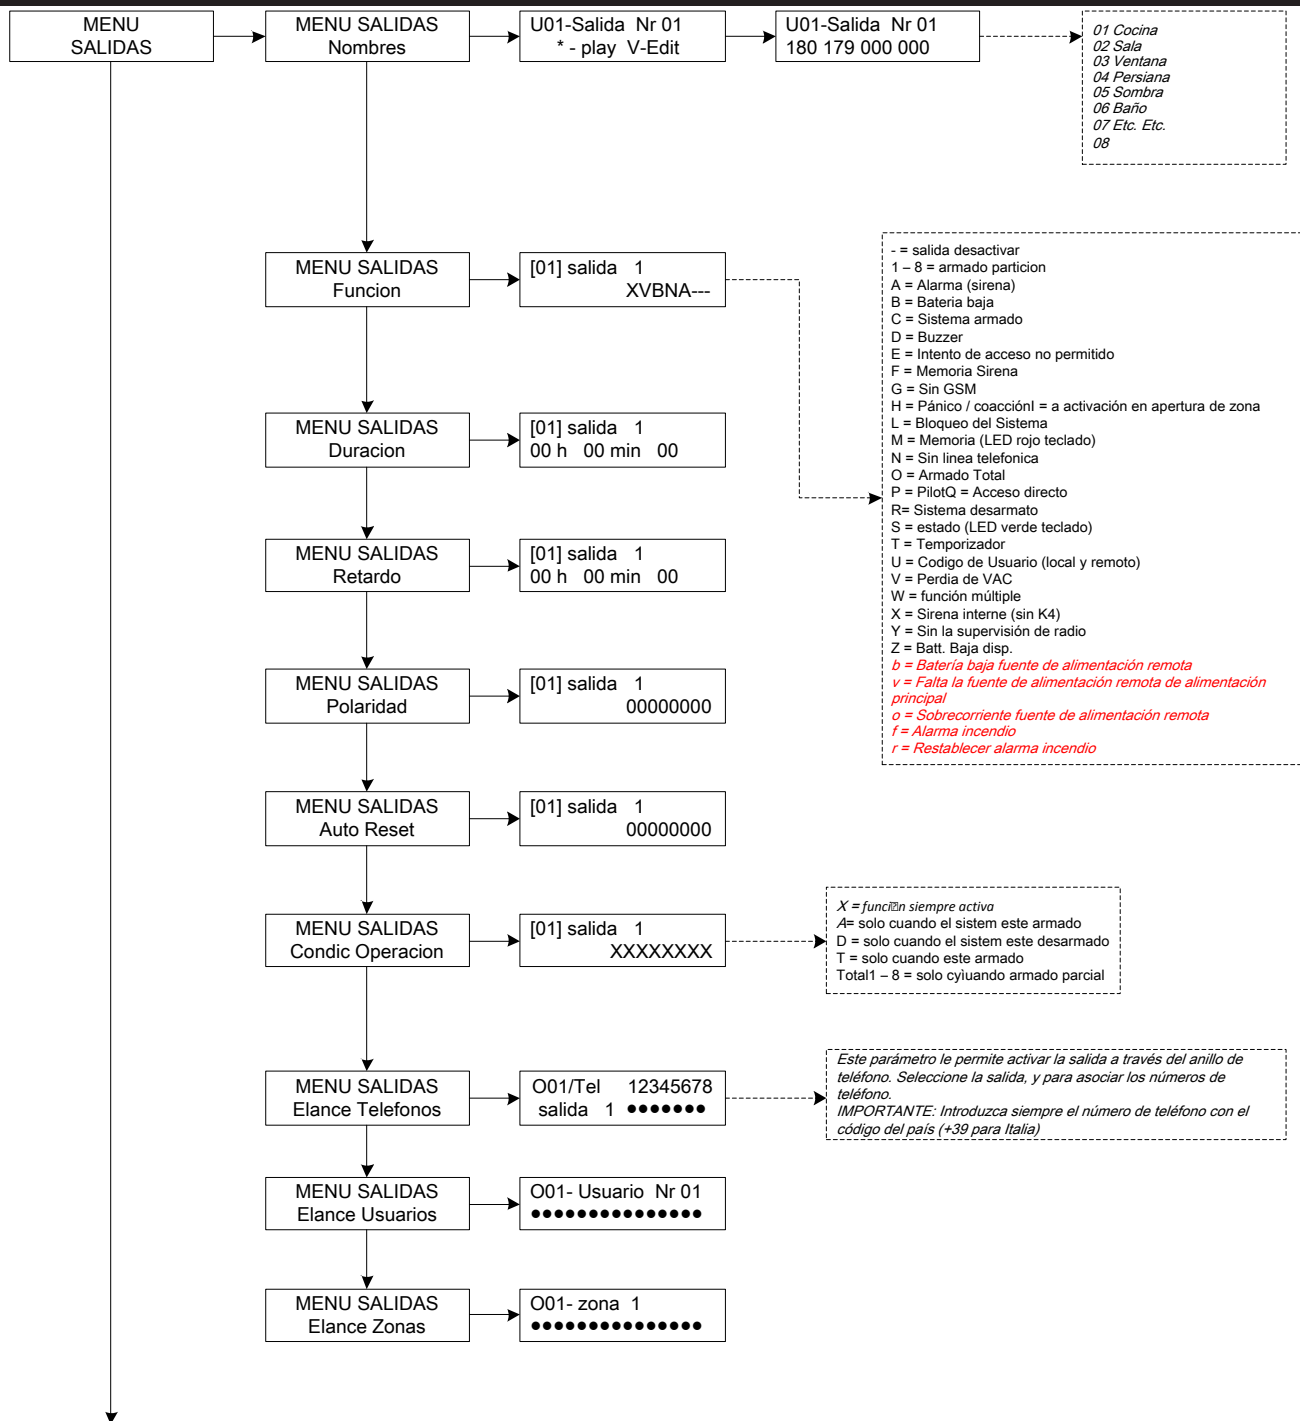 MENU
SALIDAS
MENU SALIDAS
Nombres
U01-Salida Nr 01
* - play V-Edit
U01-Salida Nr 01
180 179 000 000
01 Cocina
02 Sala
03 Ventana
04 Persiana
05 Sombra
06 Baño
07 Etc. Etc.
08
MENU SALIDAS
Funcion
[01] salida 1
XVBNA---
- = salida desactivar
1 – 8 = armado particion
A = Alarma (sirena)
B = Bateria baja
C = Sistema armado
D = Buzzer
E = Intento de acceso no permitido
F = Memoria Sirena
G = Sin GSM
H = Pánico / coacciónI = a activación en apertura de zona
L = Bloqueo del Sistema
M = Memoria (LED rojo teclado)
N = Sin linea telefonica
O = Armado Total
P = PilotQ = Acceso directo
R= Sistema desarmato
S = estado (LED verde teclado)
T = Temporizador
U = Codigo de Usuario (local y remoto)
V = Perdia de VAC
W = función múltiple
X = Sirena interne (sin K4)
Y = Sin la supervisión de radio
Z = Batt. Baja disp.
b = Batería baja fuente de alimentación remota
v = Falta la fuente de alimentación remota de alimentación
principal
o = Sobrecorriente fuente de alimentación remota
f = Alarma incendio
r = Restablecer alarma incendio
MENU SALIDAS
Duracion
[01] salida 1
00 h 00 min 00
MENU SALIDAS
Retardo
[01] salida 1
00 h 00 min 00
MENU SALIDAS
Polaridad
[01] salida 1
00000000
MENU SALIDAS
Auto Reset
[01] salida 1
00000000
MENU SALIDAS
Condic Operacion
[01] salida 1
XXXXXXXX
X = funci�n siempre activa
A= solo cuando el sistem este armado
D = solo cuando el sistem este desarmado
T = solo cuando este armado
Total1 – 8 = solo cyìuando armado parcial
MENU SALIDAS
Elance Telefonos
O01/Tel 12345678
salida 1 ●●●●●●●
Este parámetro le permite activar la salida a través del anillo de
teléfono. Seleccione la salida, y para asociar los números de
teléfono.
IMPORTANTE: Introduzca siempre el número de teléfono con el
código del país (+39 para Italia)
MENU SALIDAS
Elance Usuarios
O01- Usuario Nr 01
●●●●●●●●●●●●●●●
MENU SALIDAS
Elance Zonas
O01- zona 1
●●●●●●●●●●●●●●●